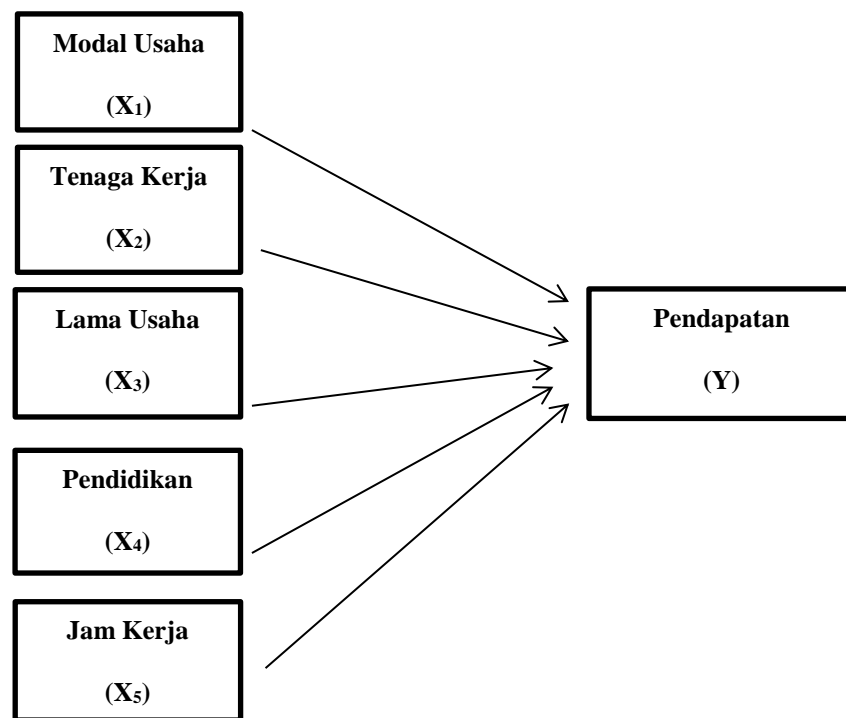 Modal Usaha
(X₁)
Tenaga Kerja
(X₂)
Lama Usaha
(X₃)
Pendidikan
(X₄)
Jam Kerja
(X₅)
Pendapatan
(Y)